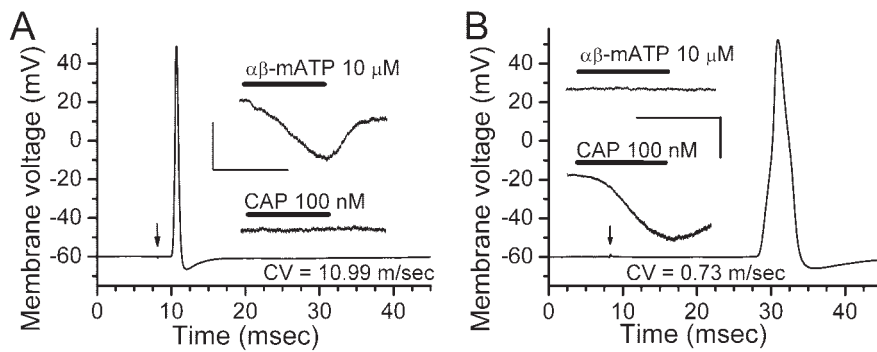 A
Membrane voltage (mV)
40
20
0
-20
-40
-60
αβ-mATP 10 μM
CAP 100 nM
CV = 10.99 m/sec
0 10 20 30 40
Time (msec)
B
Membrane voltage (mV)
40
20
0
-20
-40
-60
αβ-mATP 10 μM
CAP 100 nM
CV = 0.73 m/sec
0 10 20 30 40
Time (msec)